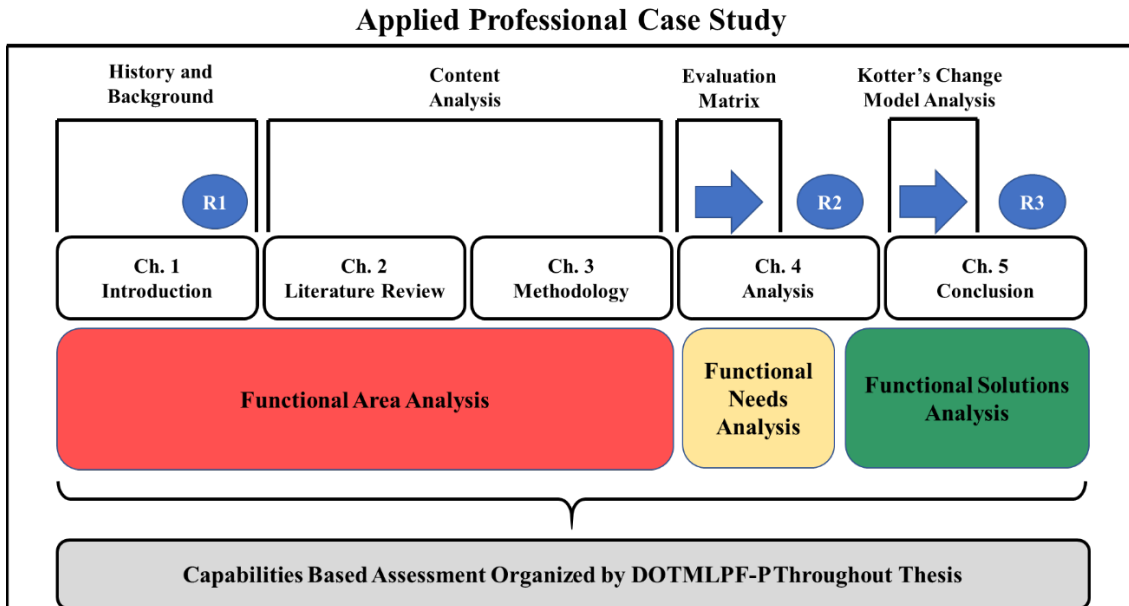 Applied Professional Case Study
History and
Background
Content
Analysis
Evaluation
Matrix
Kotter's Change
Model Analysis
R1
R2
R3
Ch. 1
Introduction
Ch. 2
Literature Review
Ch. 3
Methodology
Ch. 4
Analysis
Ch. 5
Conclusion
Functional Area Analysis
Functional
Needs
Analysis
Functional Solutions
Analysis
Capabilities Based Assessment Organized by DOTMLPF-PThroughout Thesis